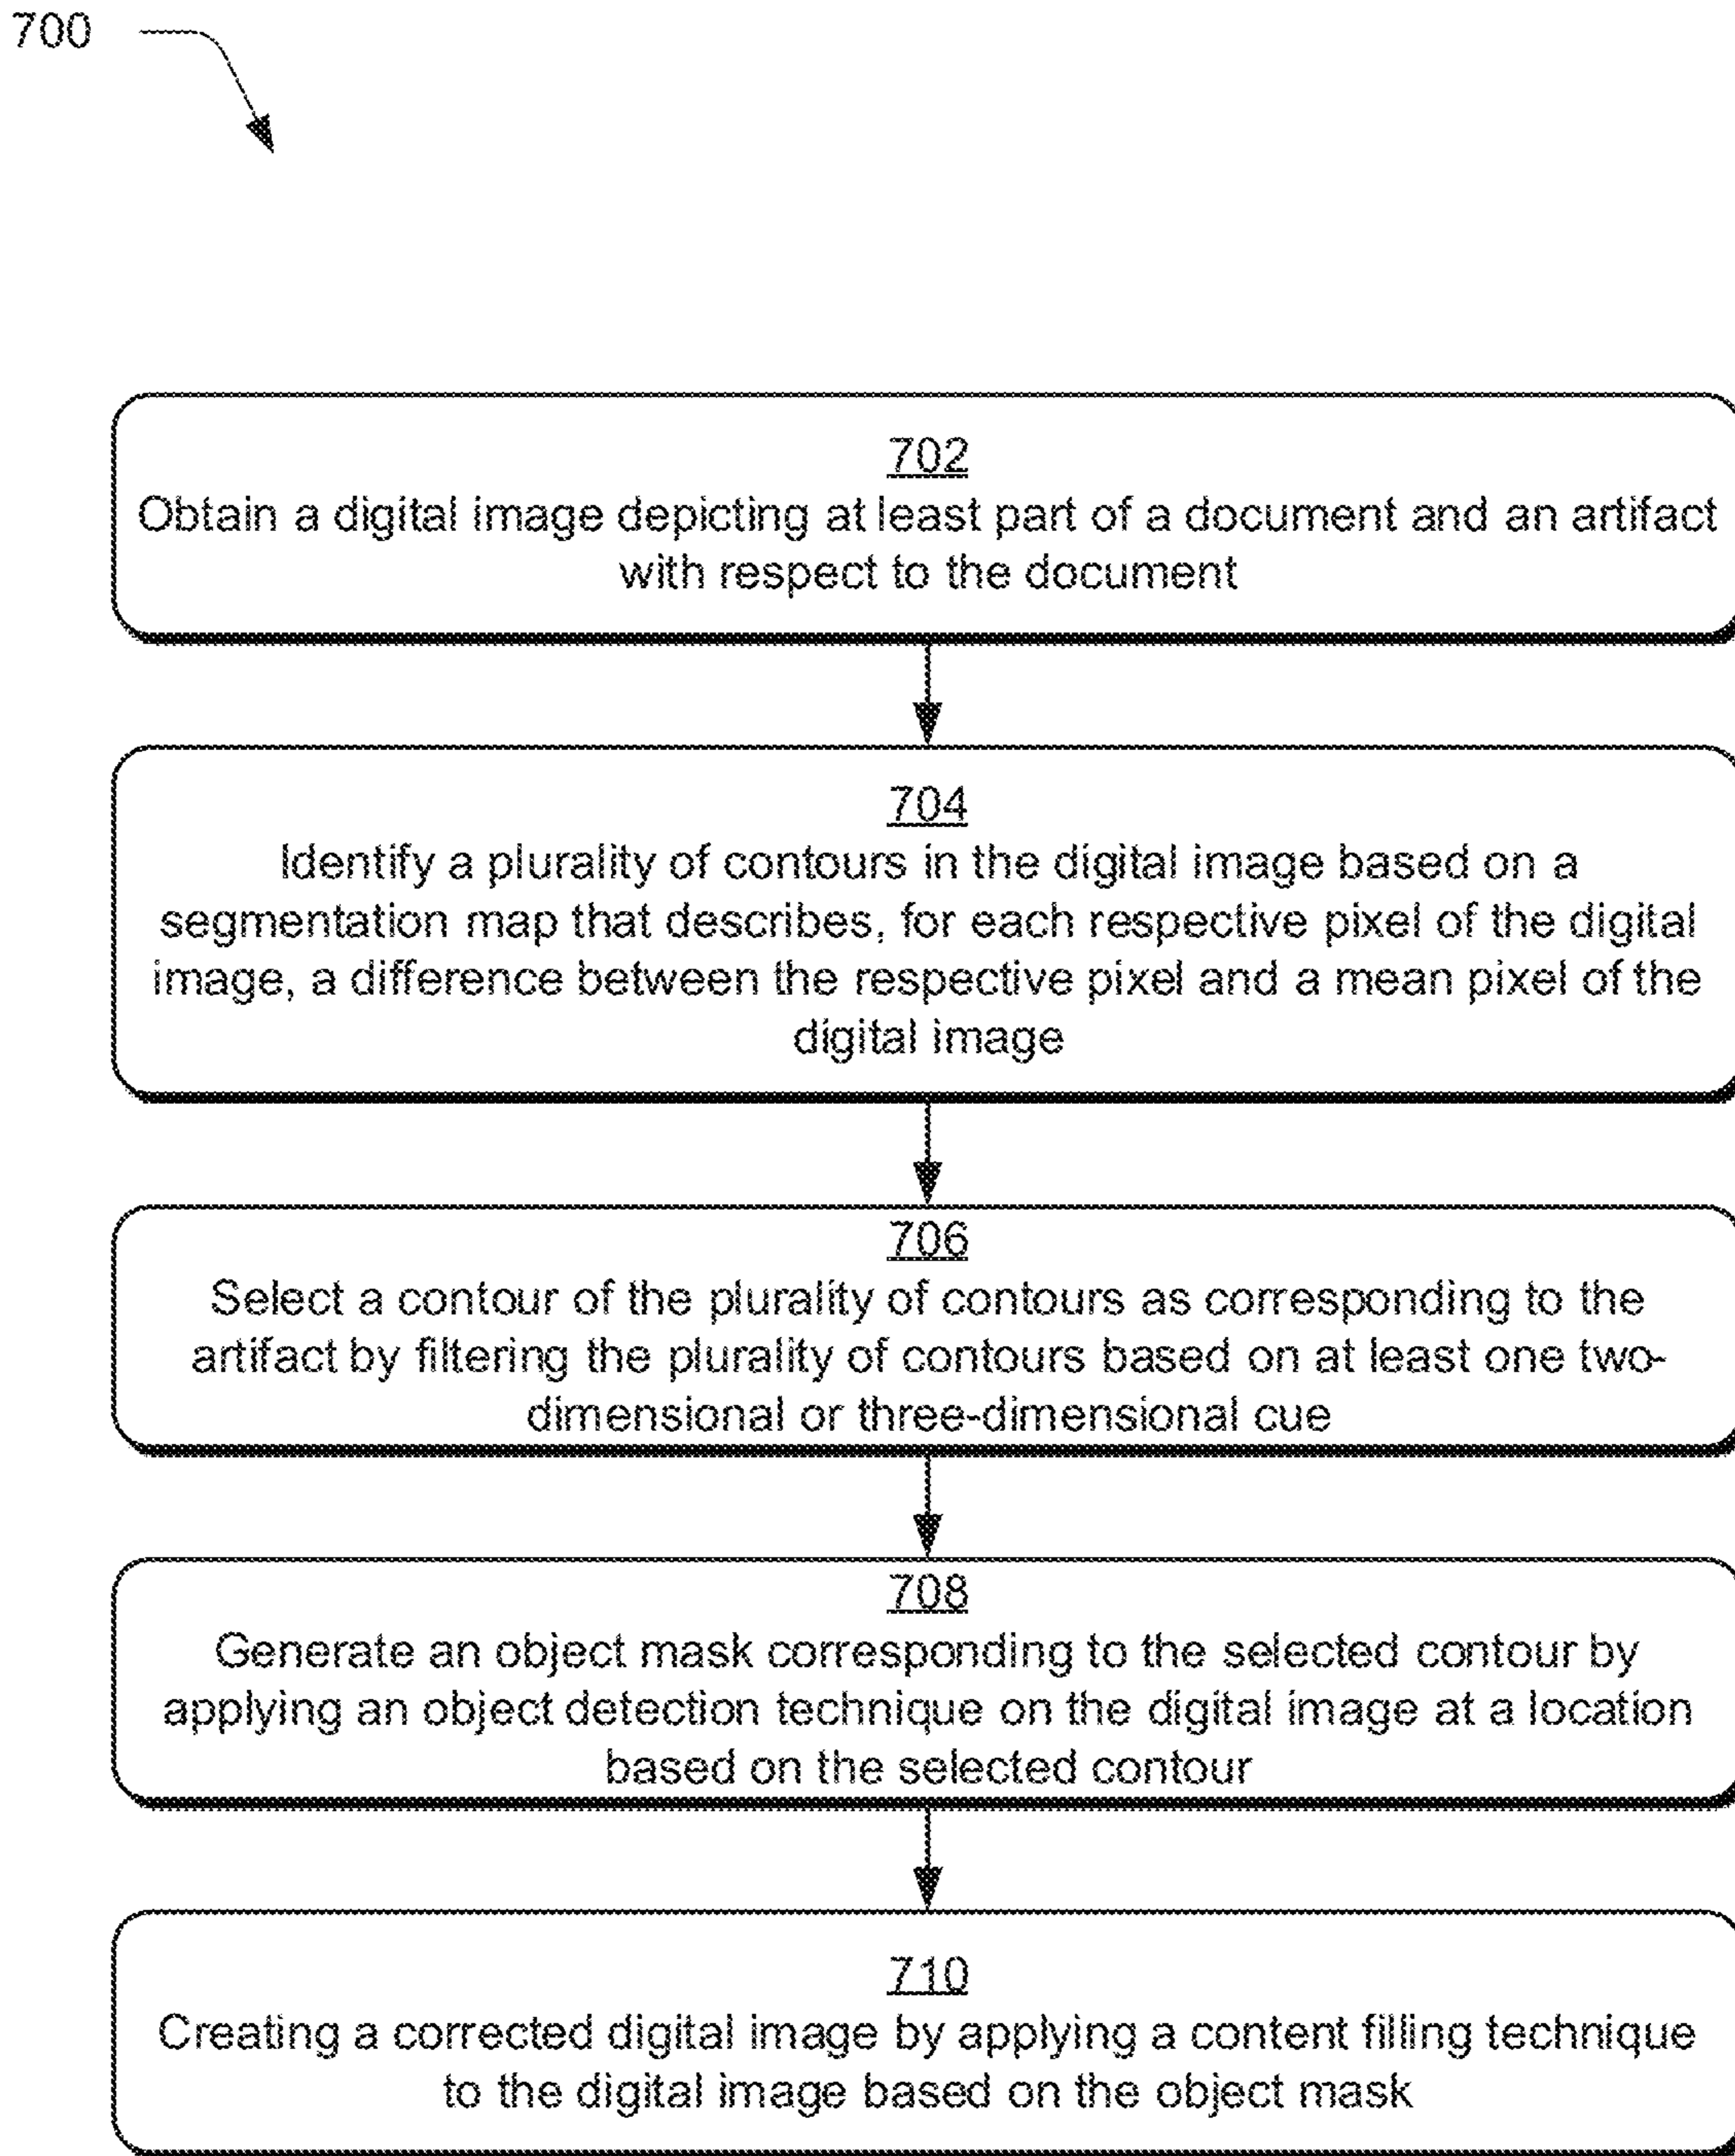 700
702
Obtain a digital image depicting at least part of a document and an artifact
with respect to the document
704
Identify a plurality of contours in the digital image based on a
segmentation map that describes, for each respective pixel of the digital
image, a difference between the respective pixel and a mean pixel of the
digital image
706
Select a contour of the plurality of contours as corresponding to the
artifact by filtering the plurality of contours based on at least one two-
dimensional or three-dimensional cue
708
Generate an object mask corresponding to the selected contour by
applying an object detection technique on the digital image at a location
based on the selected contour
710
Creating a corrected digital image by applying a content filling technique
to the digital image based on the object mask